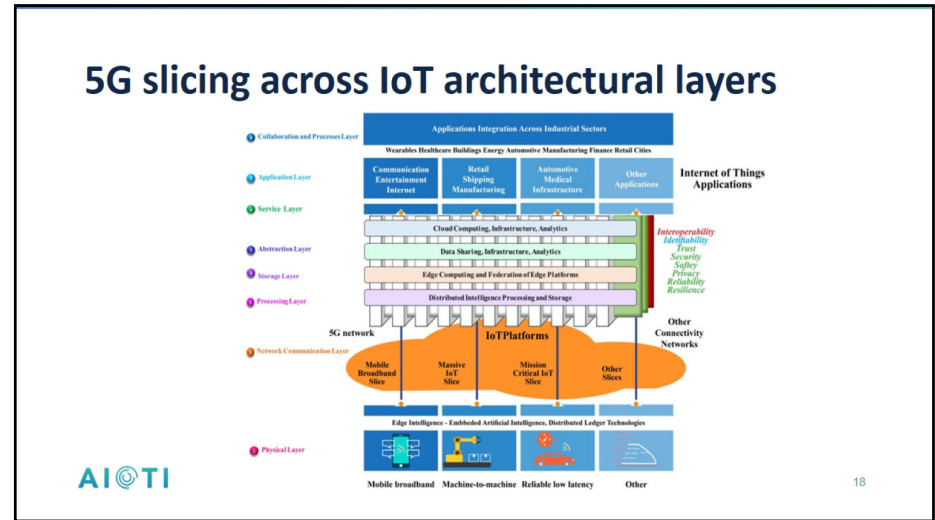 5G slicing across IoT architectural layers
Collaboration and Processes Layer
Applications Integration Across Industrial Sectors
Wearables Healthcare Buildings Energy Automotive Manufacturing Finance Retail Cities
Application Layer
Communication
Entertainment
Internet
Retail
Shipping
Manufacturing
Automotive
Medical
Infrastructure
Other
Applications
Internet of Things
Applications
Service Layer
Cloud Computing, Infrastructure, Analytics
Abstraction Layer
Data Sharing, Infrastructure, Analytics
Storage Layer
Edge Computing and Federation of Edge Platforms
Processing Layer
Distributed Intelligence Processing and Storage
Interoperability
Idetifiability
Trust
Security
Saftey
Privacy
Reliability
Resilience
5G network
IoTPlatforms
Other
Connectivity
Networks
Network Communication Layer
Mobile
Broadband
Slice
Massive
IoT
Slice
Mission
Critical IoT
Slice
Other
Slices
Edge Intelligence - Embbeded Artificial Intelligence, Distributed Ledger Technologies
Physical Layer
Mobile broadband
Machine-to-machine
Reliable low latency
Other
AIOTI
18